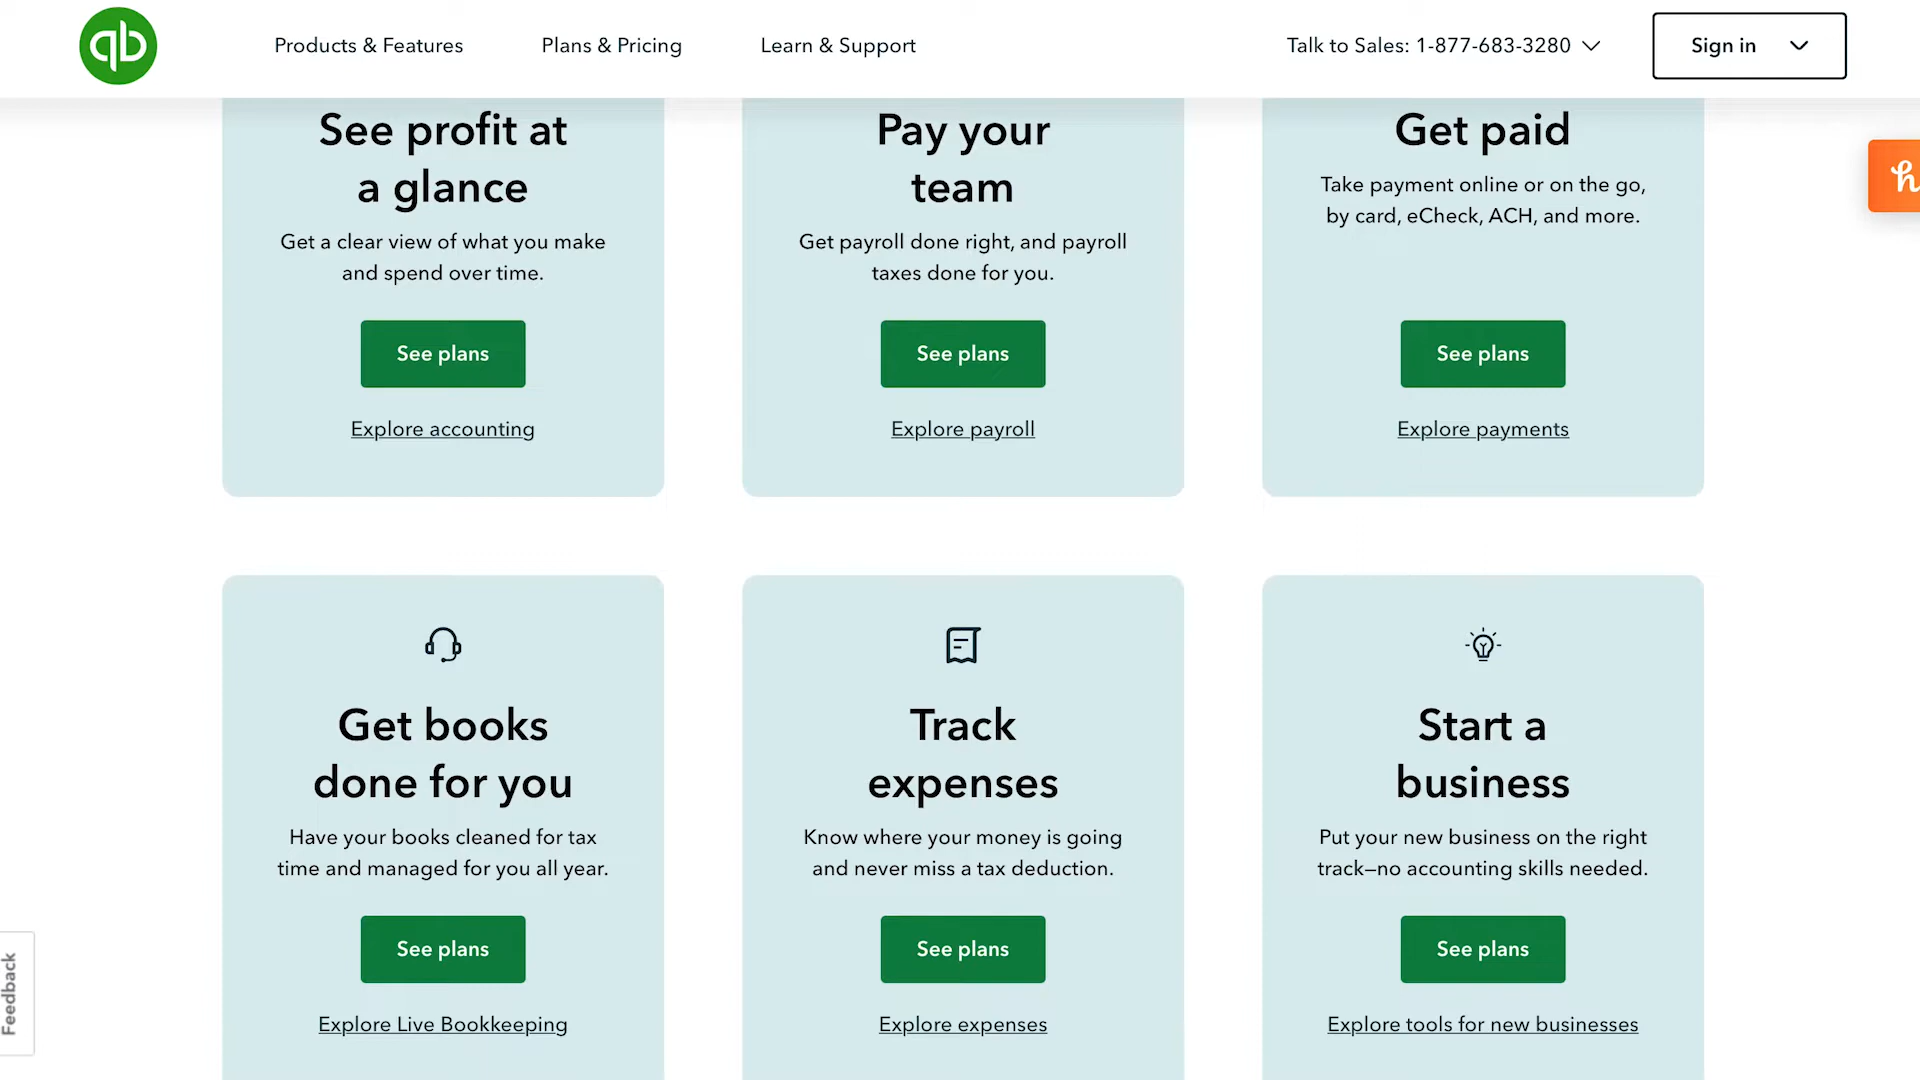 qb
Products & Features
Plans & Pricing
Learn & Support
Talk to Sales: 1-877-683-3280
Sign in
See profit at
a glance
Get a clear view of what you make
and spend over time.
See plans
Explore accounting
Pay your
team
Get payroll done right, and payroll
taxes done for you.
See plans
Explore payroll
Get paid
Take payment online or on the go,
by card, eCheck, ACH, and more.
See plans
Explore payments
h
Get books
done for you
Have your books cleaned for tax
time and managed for you all year.
See plans
Explore Live Bookkeeping
Track
expenses
Know where your money is going
and never miss a tax deduction.
See plans
Explore expenses
Start a
business
Put your new business on the right
track—no accounting skills needed.
See plans
Explore tools for new businesses
Feedback